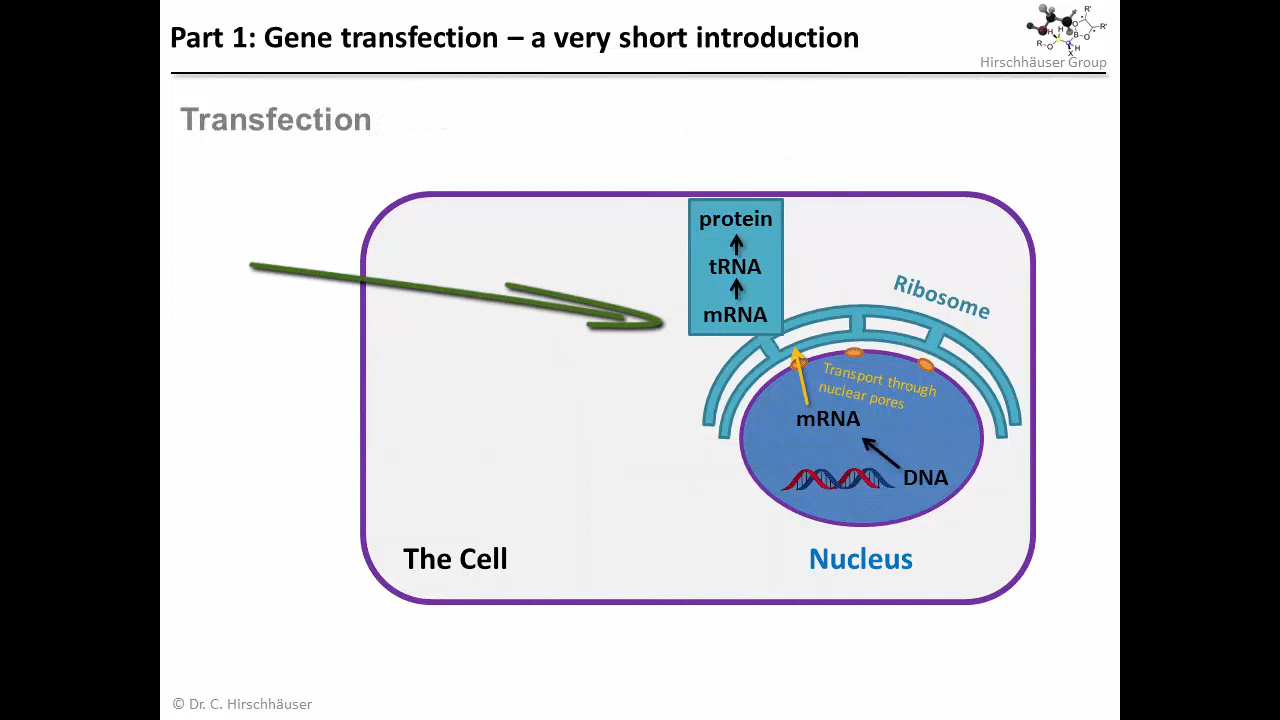 Part 1: Gene transfection – a very short introduction
R'
O
R'
B
O
H
H
R
O
N
H
X
Hirschhäuser Group
Transfection
protein
tRNA
mRNA
Ribosome
Transport through
nuclear pores
mRNA
DNA
The Cell
Nucleus
© Dr. C. Hirschhäuser